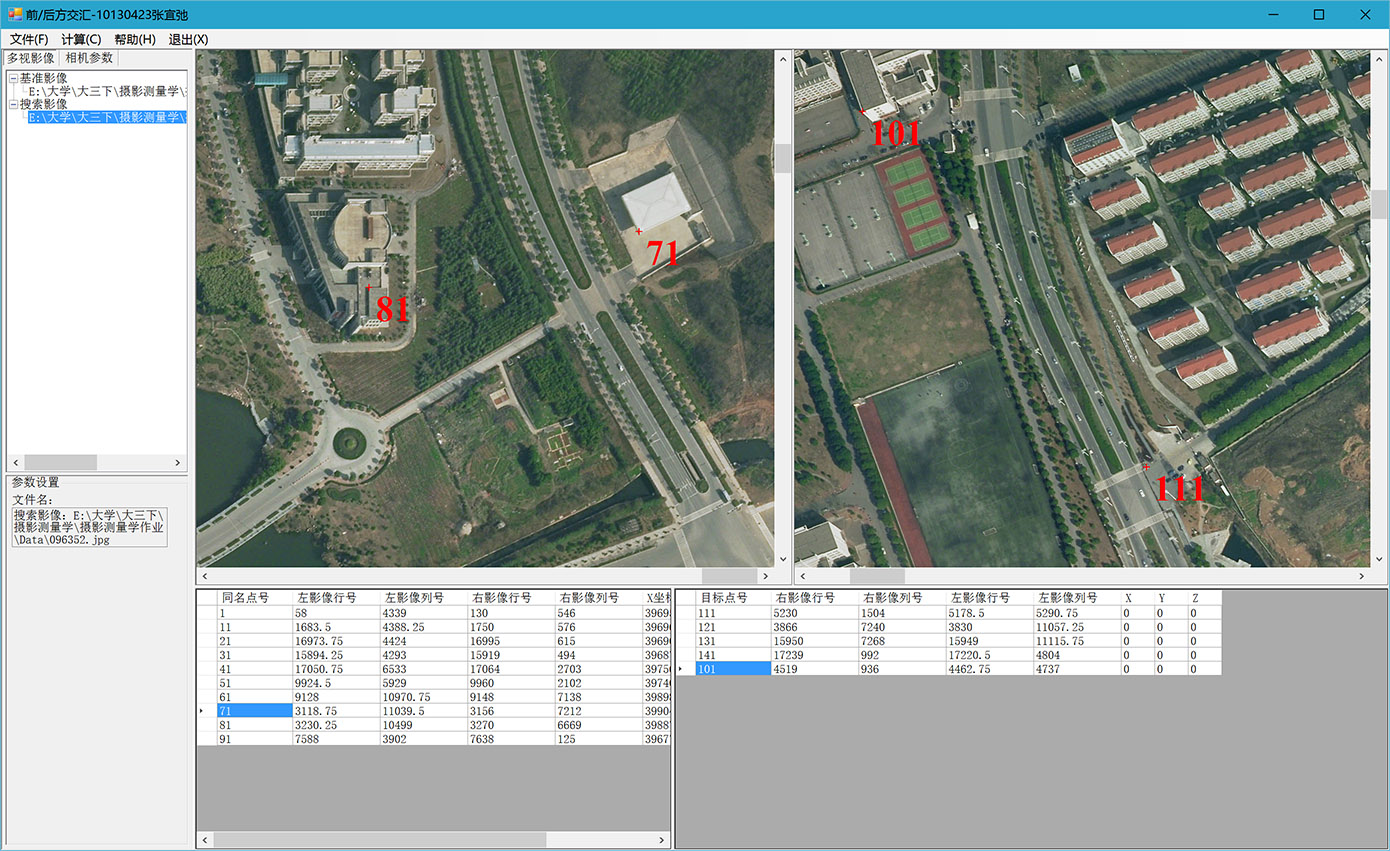 前/后方交汇-10130423张宣弛
文件(F) 计算(C) 帮助(H) 退出(X)
多视影像 相机参数
基准影像
E:\大学\大三下\摄影测量学\
搜索影像
E:\大学\大三下\摄影测量学\
参数设置
文件名:
搜索影像: E:\大学\大三下\
摄影测量学\摄影测量学作业
\Data\096352.jpg
71
81
101
111
同名点号 左影像行号 左影像列号 右影像行号 右影像列号 X坐标
1 58 4339 130 546 3969
11 1683.5 4388.25 1750 576 3969
21 16973.75 4424 16995 615 3969
31 15894.25 4293 15919 494 3968
41 17050.75 6533 17064 2703 3975
51 9924.5 5929 9960 2102 3974
61 9128 10970.75 9148 7138 3989
71 3118.75 11039.5 3156 7212 3990
81 3230.25 10499 3270 6669 3988
91 7588 3902 7638 125 3967
目标点号 右影像行号 右影像列号 左影像行号 左影像列号 X Y Z
111 5230 1504 5178.5 5290.75 0 0 0
121 3866 7240 3830 11057.25 0 0 0
131 15950 7268 15949 11115.75 0 0 0
141 17239 992 17220.5 4804 0 0 0
101 4519 936 4462.75 4737 0 0 0